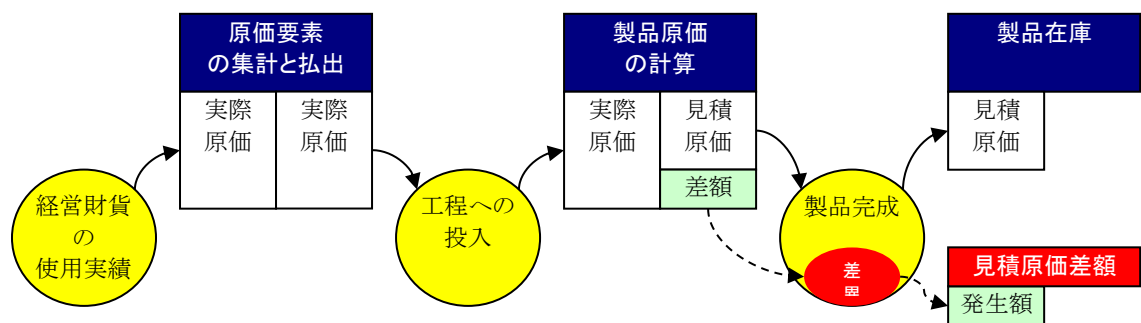 原価要素
の集計と払出
実際
原価
実際
原価
製品原価
の計算
実際
原価
見積
原価
差額
製品在庫
見積
原価
経営財貨
の
使用実績
工程への
投入
製品完成
差
見積原価差額
発生額